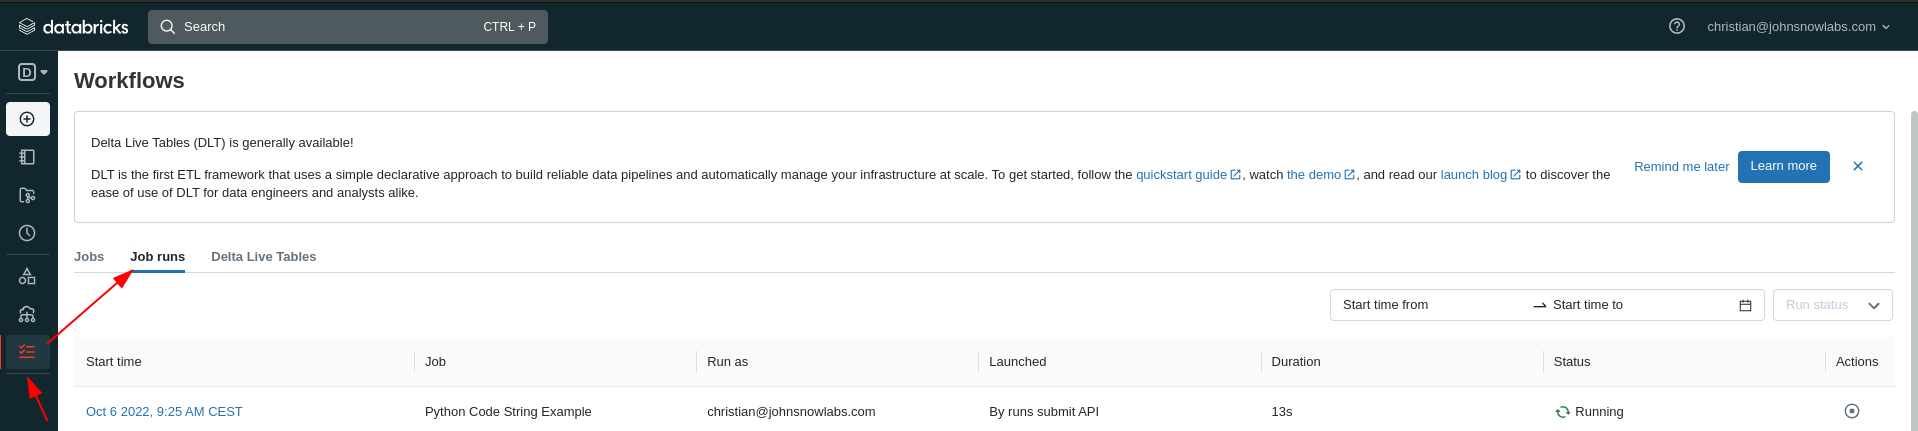 databricks
Search CTRL + P
christian@johnsnowlabs.com
D
Workflows
Delta Live Tables (DLT) is generally available!
DLT is the first ETL framework that uses a simple declarative approach to build reliable data pipelines and automatically manage your infrastructure at scale. To get started, follow the quickstart guide, watch the demo, and read our launch blog to discover the
ease of use of DLT for data engineers and analysts alike.
Remind me later Learn more
Jobs Job runs Delta Live Tables
Start time from → Start time to Run status
Start time Job Run as Launched Duration Status Actions
Oct 6 2022, 9:25 AM CEST Python Code String Example christian@johnsnowlabs.com By runs submit API 13s Running